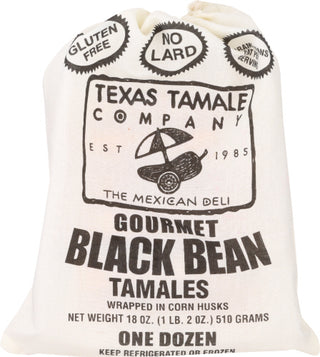 GLUTEN
FREE
NO
LARD
TEXAS TAMALE
COMPANY
EST 1985
THE MEXICAN DELI
GOURMET
BLACK BEAN
TAMALES
WRAPPED IN CORN HUSKS
NET WEIGHT 18 OZ. (1 LB. 2 OZ.) 510 GRAMS
ONE DOZEN
KEEP REFRIGERATED OR FROZEN